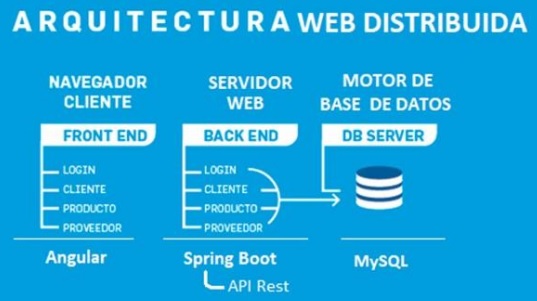 ARQUITECTURA WEB DISTRIBUIDA
NAVEGADOR
CLIENTE
FRONT END
LOGIN
CLIENTE
PRODUCTO
PROVEEDOR
Angular
SERVIDOR
WEB
BACK END
LOGIN
CLIENTE
PRODUCTO
PROVEEDOR
Spring Boot
API Rest
MOTOR DE
BASE DE DATOS
DB SERVER
MySQL